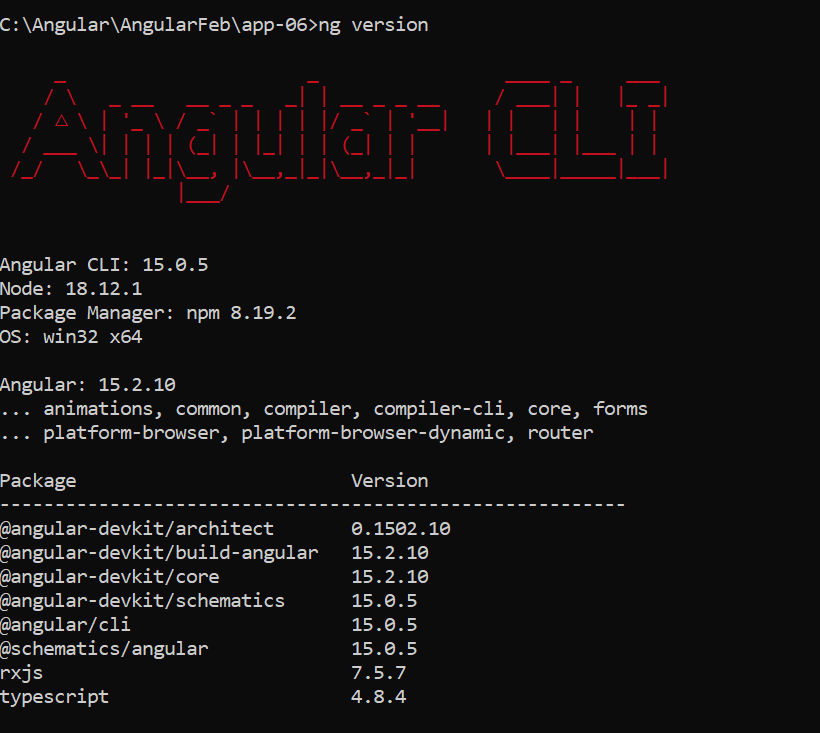 C:\Angular\AngularFeb\app-06>ng version
Angular CLI
Angular CLI: 15.0.5
Node: 18.12.1
Package Manager: npm 8.19.2
OS: win32 x64
Angular: 15.2.10
... animations, common, compiler, compiler-cli, core, forms
... platform-browser, platform-browser-dynamic, router
Package Version
---------------------------------------------------------
@angular-devkit/architect 0.1502.10
@angular-devkit/build-angular 15.2.10
@angular-devkit/core 15.2.10
@angular-devkit/schematics 15.0.5
@angular/cli 15.0.5
@schematics/angular 15.0.5
rxjs 7.5.7
typescript 4.8.4